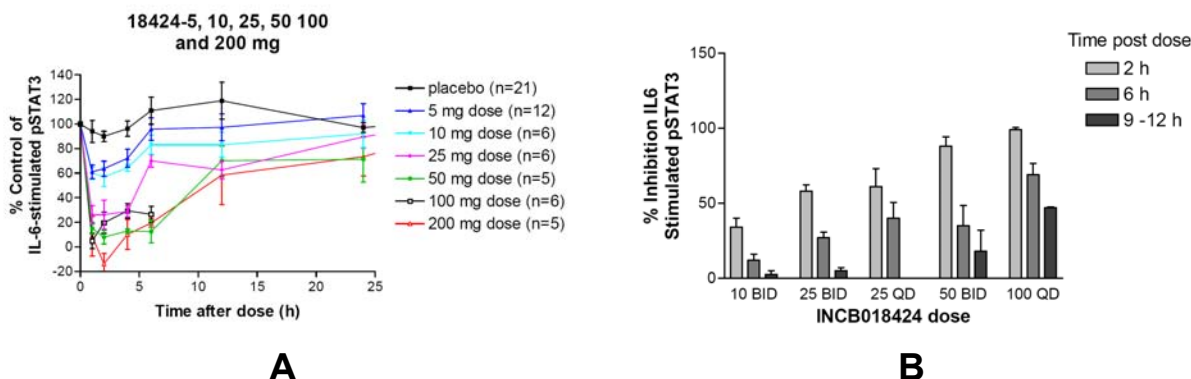 18424-5, 10, 25, 50 100
and 200 mg
% Control of
IL-6-stimulated pSTAT3
140
120
100
80
60
40
20
0
-20
0
5
10
15
20
25
Time after dose (h)
placebo (n=21)
5 mg dose (n=12)
10 mg dose (n=6)
25 mg dose (n=6)
50 mg dose (n=5)
100 mg dose (n=6)
200 mg dose (n=5)
A
% Inhibition IL6
Stimulated pSTAT3
150
100
50
0
10 BID
25 BID
25 QD
50 BID
100 QD
INCB018424 dose
Time post dose
2 h
6 h
9 -12 h
B